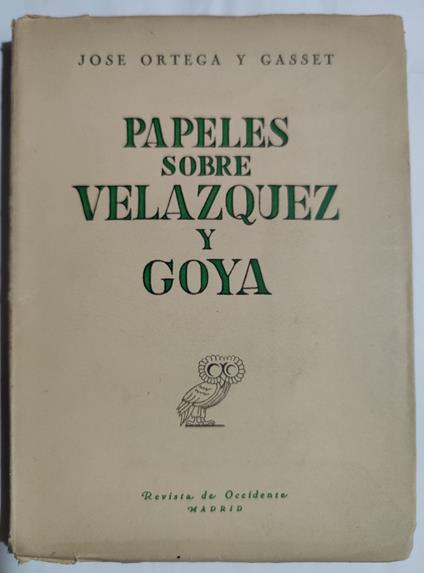 JOSE ORTEGA Y GASSET
PAPELES
SOBRE
VELAZQUEZ
Y
GOYA
Revista de Occidente
MADRID